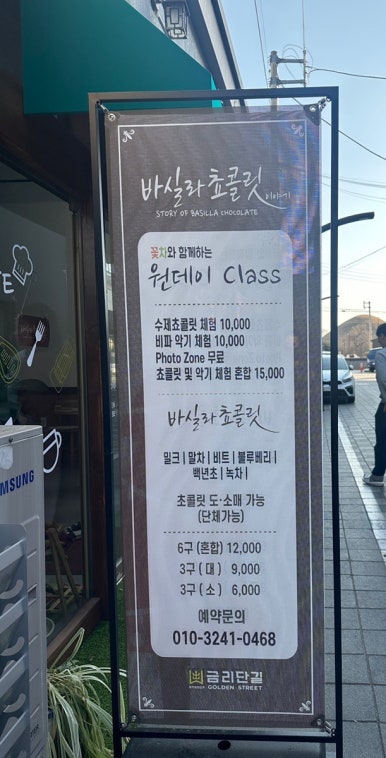 바실라쵸콜릿이야기
STORY OF BASILLA CHOCOLATE
꽃차와 함께하는
원데이 Class
수제쵸콜릿 체험 10,000
비파 악기 체험 10,000
Photo Zone 무료
쵸콜릿 및 악기 체험 혼합 15,000
바실라쵸콜릿
밀크 | 말차 | 비트 | 블루베리 |
백년초 | 녹차 |
쵸콜릿 도·소매 가능
(단체가능)
6구 (혼합) 12,000
3구 ( 대 ) 9,000
3구 ( 소 ) 6,000
예약문의
010-3241-0468
금리단길
GOLDEN STREET
SAMSUNG